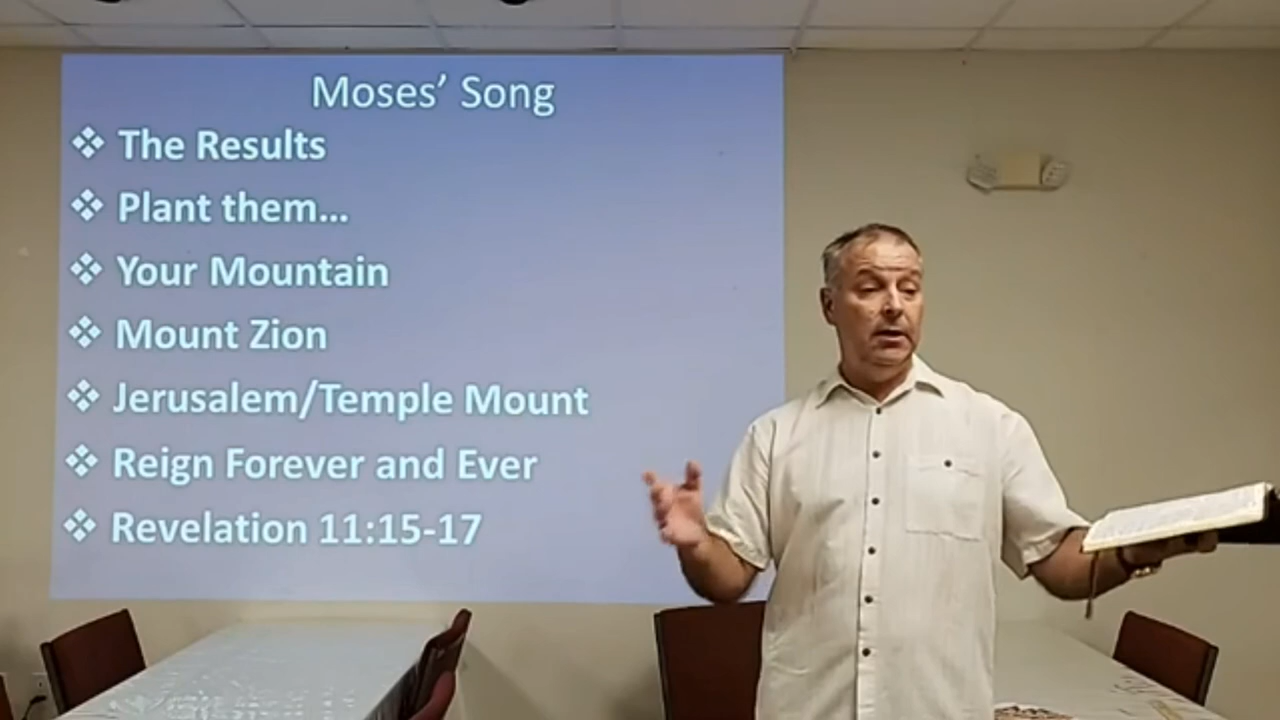 Moses’ Song
❖ The Results
❖ Plant them...
❖ Your Mountain
❖ Mount Zion
❖ Jerusalem/Temple Mount
❖ Reign Forever and Ever
❖ Revelation 11:15-17